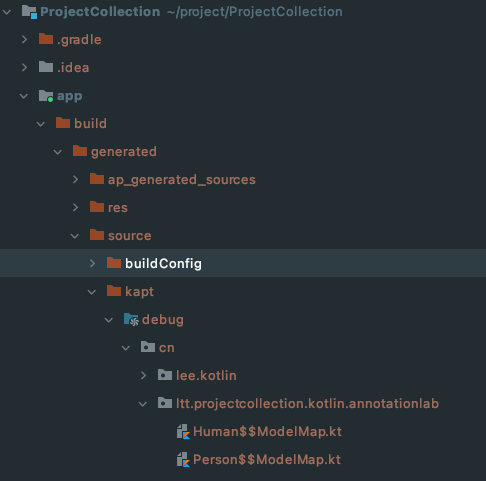 ProjectCollection ~/project/ProjectCollection
.gradle
.idea
app
build
generated
ap_generated_sources
res
source
buildConfig
kapt
debug
cn
lee.kotlin
ltt.projectcollection.kotlin.annotationlab
Human$$ModelMap.kt
Person$$ModelMap.kt